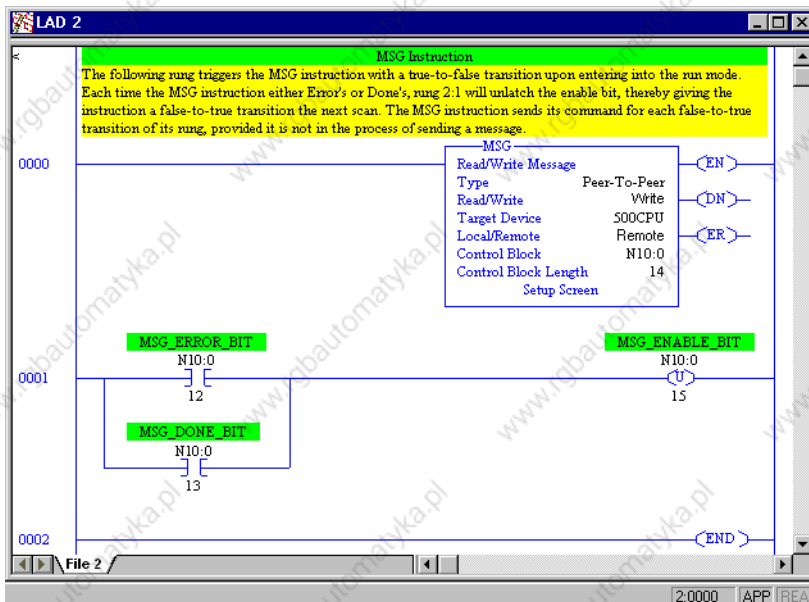 LAD 2
MSG Instruction
The following rung triggers the MSG instruction with a true-to-false transition upon entering into the run mode.
Each time the MSG instruction either Error's or Done's, rung 2:1 will unlatch the enable bit, thereby giving the
instruction a false-to-true transition the next scan. The MSG instruction sends its command for each false-to-true
transition of its rung, provided it is not in the process of sending a message.
0000
MSG
Read/Write Message
Type Peer-To-Peer
Read/Write Write
Target Device 500CPU
Local/Remote Remote
Control Block N10:0
Control Block Length 14
Setup Screen
EN
DN
ER
MSG_ERROR_BIT
N10:0
12
MSG_ENABLE_BIT
N10:0
U
15
0001
MSG_DONE_BIT
N10:0
13
0002
END
File 2
2:0000 APP REA
www.rgbautomatyka.pl